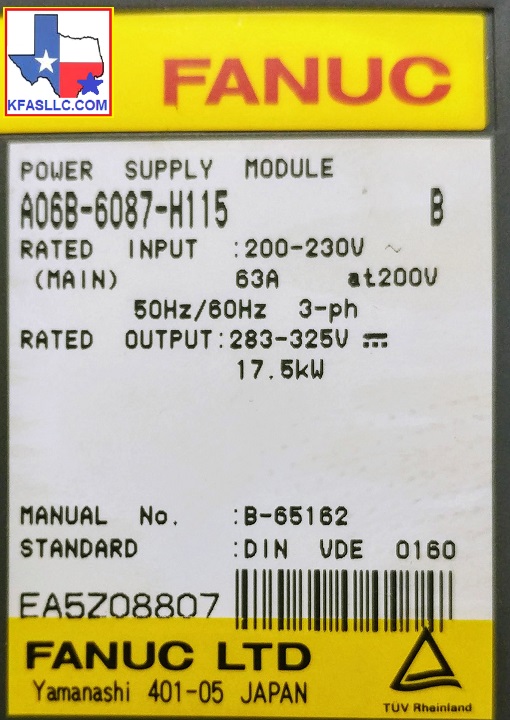 KFASLLC.COM
FANUC
POWER SUPPLY MODULE
A06B-6087-H115 B
RATED INPUT :200-230V ~
(MAIN) 63A at200V
50Hz/60Hz 3-ph
RATED OUTPUT:283-325V ⎓
17.5kW
MANUAL No. :B-65162
STANDARD :DIN VDE 0160
EA5Z08807
FANUC LTD
Yamanashi 401-05 JAPAN
TÜV Rheinland